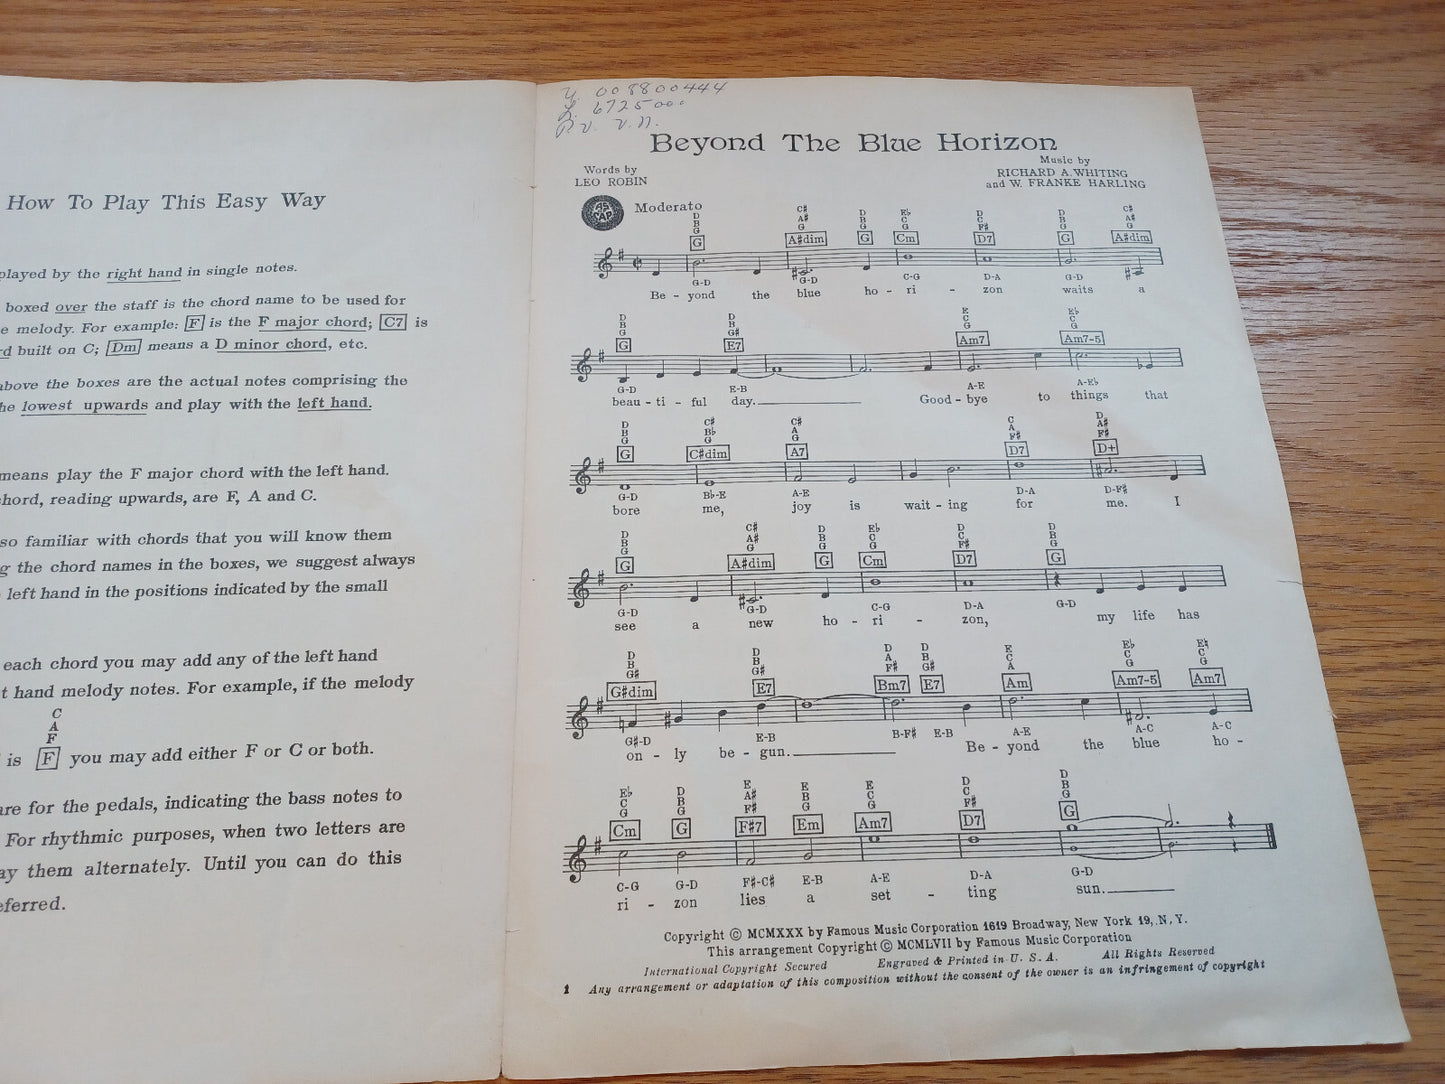 How To Play This Easy Way
played by the right hand in single notes.
boxed over the staff is the chord name to be used for
melody. For example: F is the F major chord; C7 is
built on C; Dm means a D minor chord, etc.
above the boxes are the actual notes comprising the
lowest upwards and play with the left hand.
means play the F major chord with the left hand.
chord, reading upwards, are F, A and C.
so familiar with chords that you will know them
the chord names in the boxes, we suggest always
left hand in the positions indicated by the small
each chord you may add any of the left hand
hand melody notes. For example, if the melody
C
A
F
is F you may add either F or C or both.
are for the pedals, indicating the bass notes to
For rhythmic purposes, when two letters are
them alternately. Until you can do this
008800444
672500
Beyond The Blue Horizon
Words by
LEO ROBIN
Music by
RICHARD A. WHITING
and W. FRANKE HARLING
AS
CAP
Moderato
D C# D E♭ D D C#
B A# B C C B A#
G G G G F# G G
G A#dim G Cm D7 G A#dim
G-D G-D C-G D-A G-D
Be - yond the blue ho - ri - zon waits a
D D E E♭
B B C C
G G# G G
G E7 Am7 Am7-5
G-D E-B A-E A-E♭
beau - ti - ful day. Good - bye to things that
D C# C# C D
B B♭ A A A#
G G G F# F#
G C#dim A7 D7 D+
G-D B♭-E A-E D-A D-F#
bore me, joy is wait - ing for me. I
D C# D E♭ D D
B A# B C C B
G G G G F# G
G A#dim G Cm D7 G
G-D G-D C-G D-A G-D
see a new ho - ri - zon, my life has
D D D D E E♭ E♮
B B A B C C C
G# G# F# G# A G G
G#dim E7 Bm7 E7 Am Am7-5 Am7
G#-D E-B B-F# E-B A-E A-C A-C
on - ly be - gun. Be - yond the blue ho -
E♭ D E E E D D
C B A# B C C B
G G F# G G F# G
Cm G F#7 Em Am7 D7 G
C-G G-D F#-C# E-B A-E D-A G-D
ri - zon lies a set - ting sun.
Copyright © MCMXXX by Famous Music Corporation 1619 Broadway, New York 19, N. Y.
This arrangement Copyright © MCMLVII by Famous Music Corporation
International Copyright Secured Engraved & Printed in U. S. A. All Rights Reserved
1 Any arrangement or adaptation of this composition without the consent of the owner is an infringement of copyright